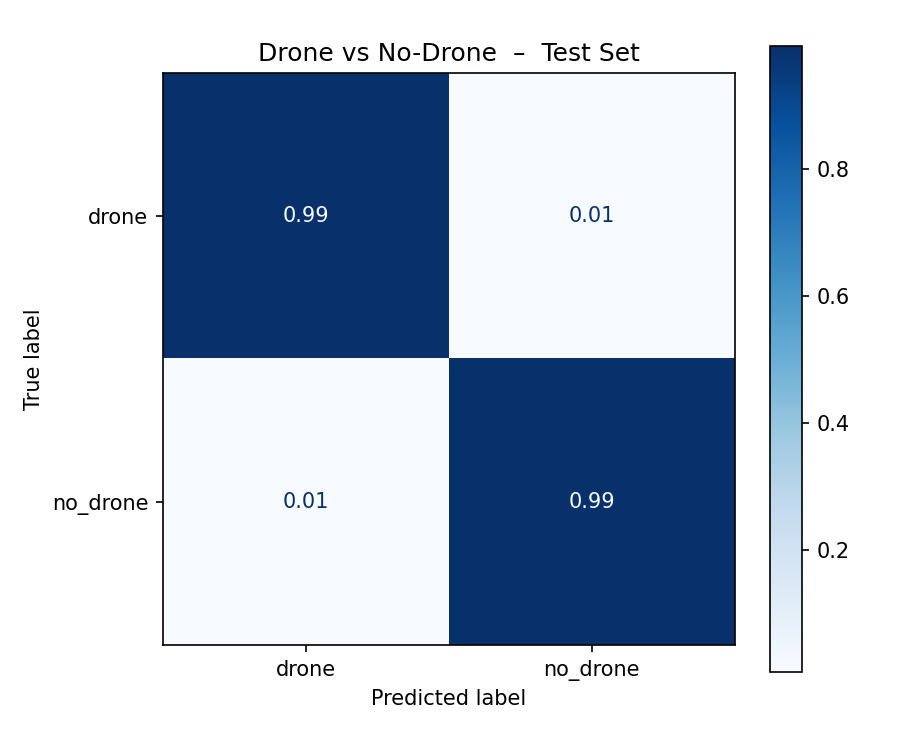 Drone vs No-Drone  –  Test Set
drone
0.99
0.01
no_drone
0.01
0.99
drone
no_drone
Predicted label
True label
0.8
0.6
0.4
0.2